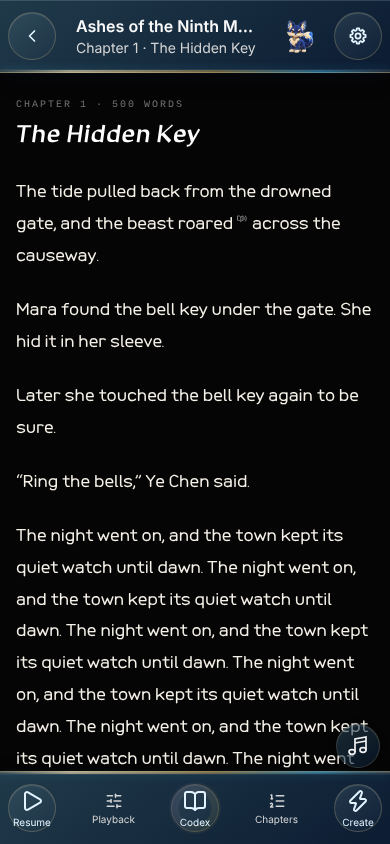 Ashes of the Ninth M...
Chapter 1 · The Hidden Key
CHAPTER 1 · 500 WORDS
The Hidden Key
The tide pulled back from the drowned
gate, and the beast roared across the
causeway.
Mara found the bell key under the gate. She
hid it in her sleeve.
Later she touched the bell key again to be
sure.
“Ring the bells,” Ye Chen said.
The night went on, and the town kept its
quiet watch until dawn. The night went on,
and the town kept its quiet watch until
dawn. The night went on, and the town kept
its quiet watch until dawn. The night went
on, and the town kept its quiet watch until
dawn. The night went on, and the town kept
its quiet watch until dawn. The night went
Resume
Playback
Codex
Chapters
Create